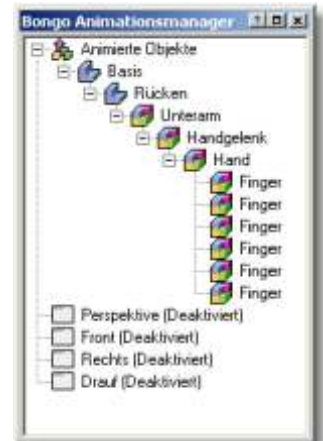 Bongo Animationsmanager
Animierte Objekte
Basis
Rücken
Unterarm
Handgelenk
Hand
Finger
Finger
Finger
Finger
Finger
Finger
Perspektive (Deaktiviert)
Front (Deaktiviert)
Rechts (Deaktiviert)
Drauf (Deaktiviert)